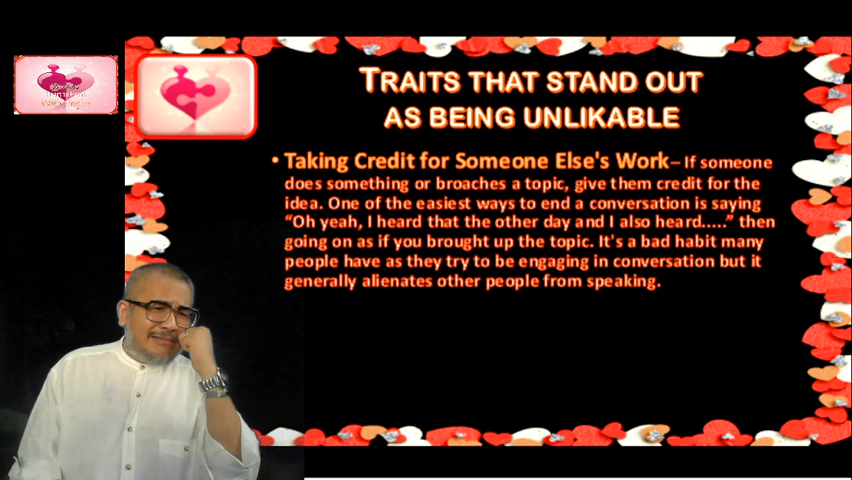 TRAITS THAT STAND OUT
AS BEING UNLIKABLE
• Taking Credit for Someone Else's Work– If someone
does something or broaches a topic, give them credit for the
idea. One of the easiest ways to end a conversation is saying
“Oh yeah, I heard that the other day and I also heard.....” then
going on as if you brought up the topic. It's a bad habit many
people have as they try to be engaging in conversation but it
generally alienates other people from speaking.